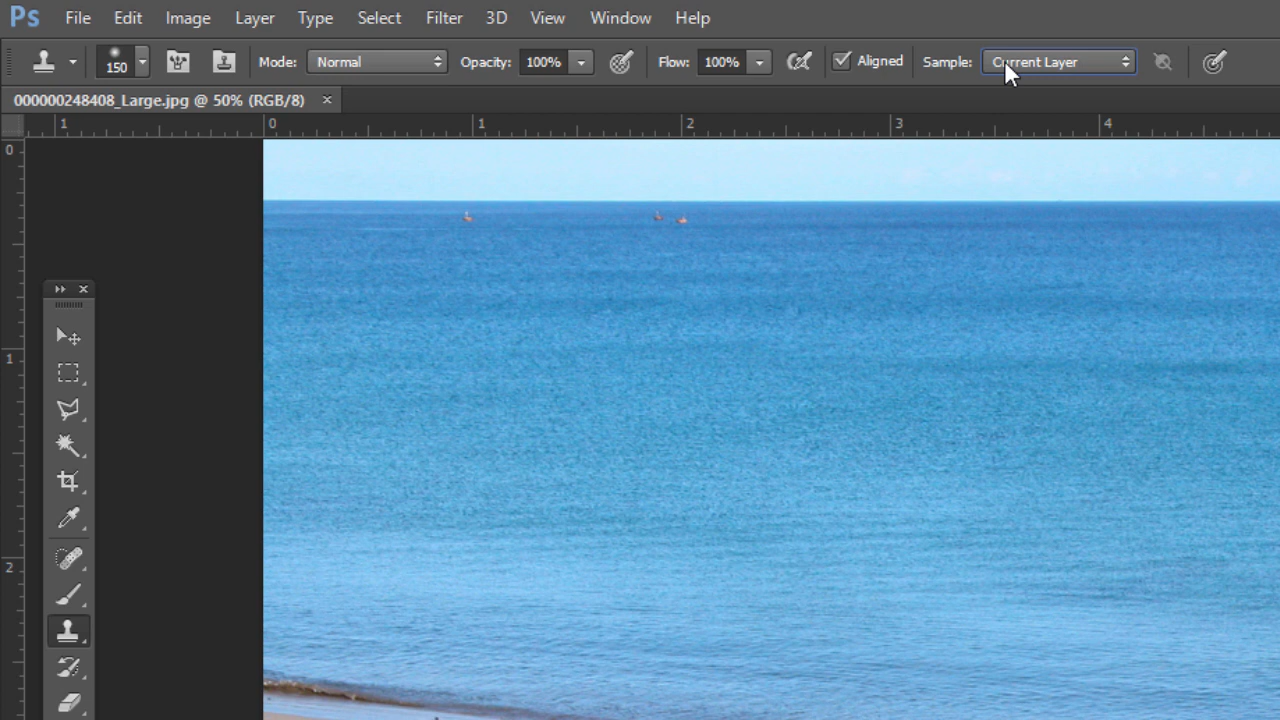 Ps File Edit Image Layer Type Select Filter 3D View Window Help
150 Mode: Normal Opacity: 100% Flow: 100% Aligned Sample: Current Layer
000000248408_Large.jpg @ 50% (RGB/8) ×
1 0 1 2 3 4
0
1
2